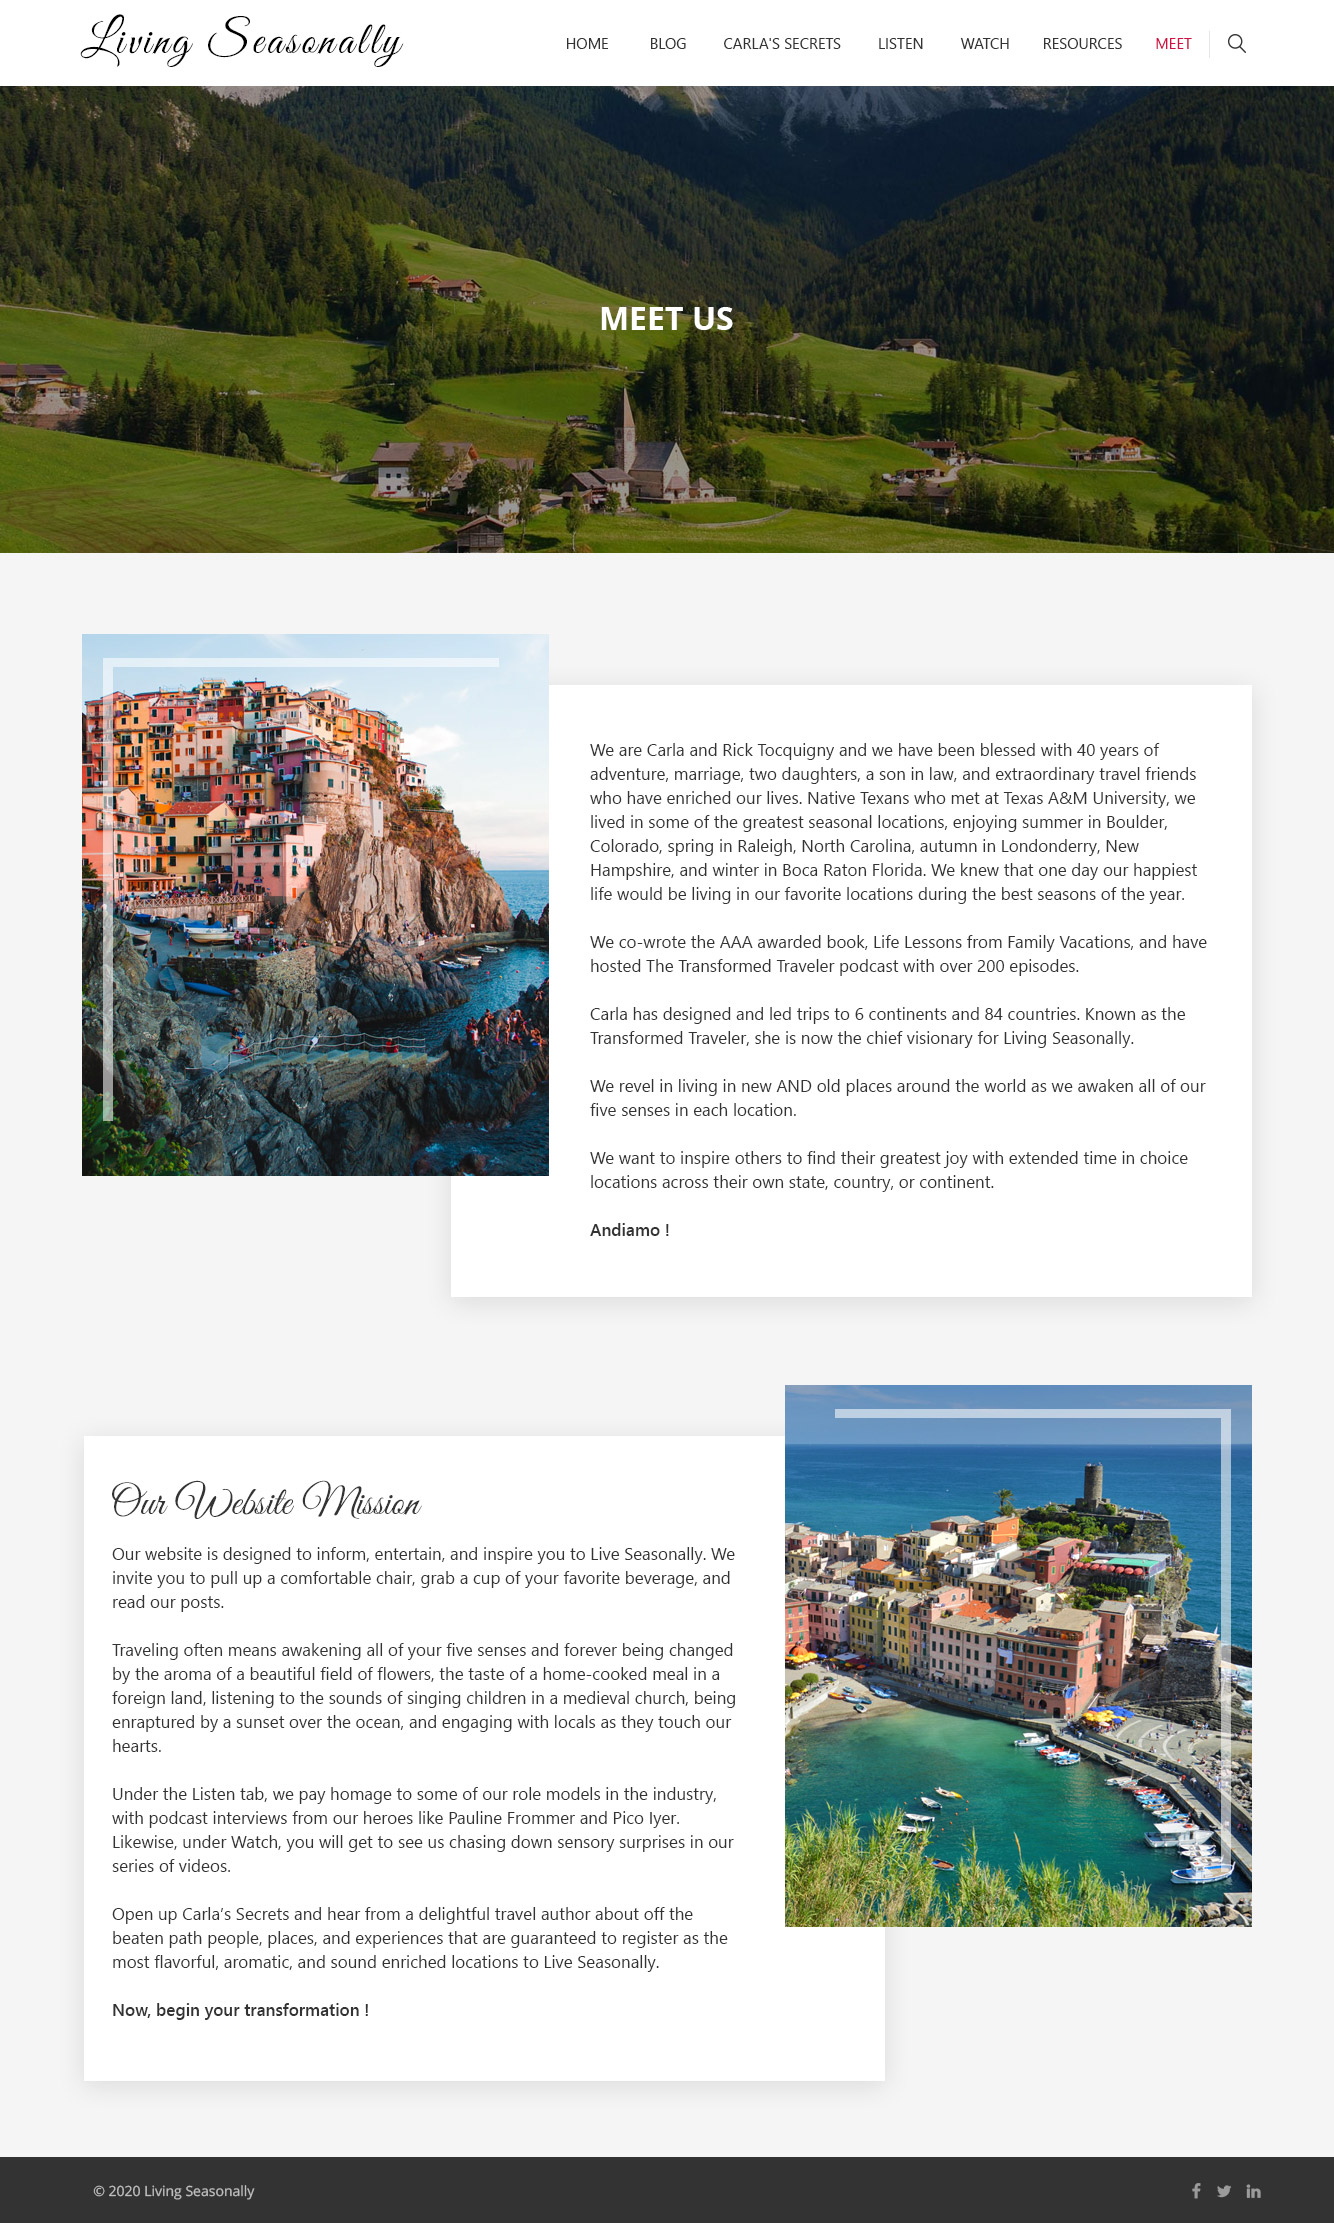 Living Seasonally
HOME BLOG CARLA'S SECRETS LISTEN WATCH RESOURCES MEET
MEET US
We are Carla and Rick Tocquigny and we have been blessed with 40 years of
adventure, marriage, two daughters, a son in law, and extraordinary travel friends
who have enriched our lives. Native Texans who met at Texas A&M University, we
lived in some of the greatest seasonal locations, enjoying summer in Boulder,
Colorado, spring in Raleigh, North Carolina, autumn in Londonderry, New
Hampshire, and winter in Boca Raton Florida. We knew that one day our happiest
life would be living in our favorite locations during the best seasons of the year.
We co-wrote the AAA awarded book, Life Lessons from Family Vacations, and have
hosted The Transformed Traveler podcast with over 200 episodes.
Carla has designed and led trips to 6 continents and 84 countries. Known as the
Transformed Traveler, she is now the chief visionary for Living Seasonally.
We revel in living in new AND old places around the world as we awaken all of our
five senses in each location.
We want to inspire others to find their greatest joy with extended time in choice
locations across their own state, country, or continent.
Andiamo !
Our Website Mission
Our website is designed to inform, entertain, and inspire you to Live Seasonally. We
invite you to pull up a comfortable chair, grab a cup of your favorite beverage, and
read our posts.
Traveling often means awakening all of your five senses and forever being changed
by the aroma of a beautiful field of flowers, the taste of a home-cooked meal in a
foreign land, listening to the sounds of singing children in a medieval church, being
enraptured by a sunset over the ocean, and engaging with locals as they touch our
hearts.
Under the Listen tab, we pay homage to some of our role models in the industry,
with podcast interviews from our heroes like Pauline Frommer and Pico Iyer.
Likewise, under Watch, you will get to see us chasing down sensory surprises in our
series of videos.
Open up Carla’s Secrets and hear from a delightful travel author about off the
beaten path people, places, and experiences that are guaranteed to register as the
most flavorful, aromatic, and sound enriched locations to Live Seasonally.
Now, begin your transformation !
© 2020 Living Seasonally